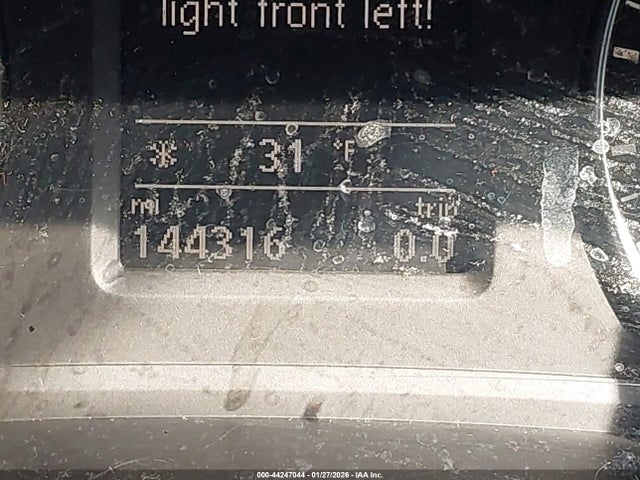 light front left!
* 31 °F
mi trip
144316 0.0
000-44247044 - 01/27/2026 - IAA Inc.